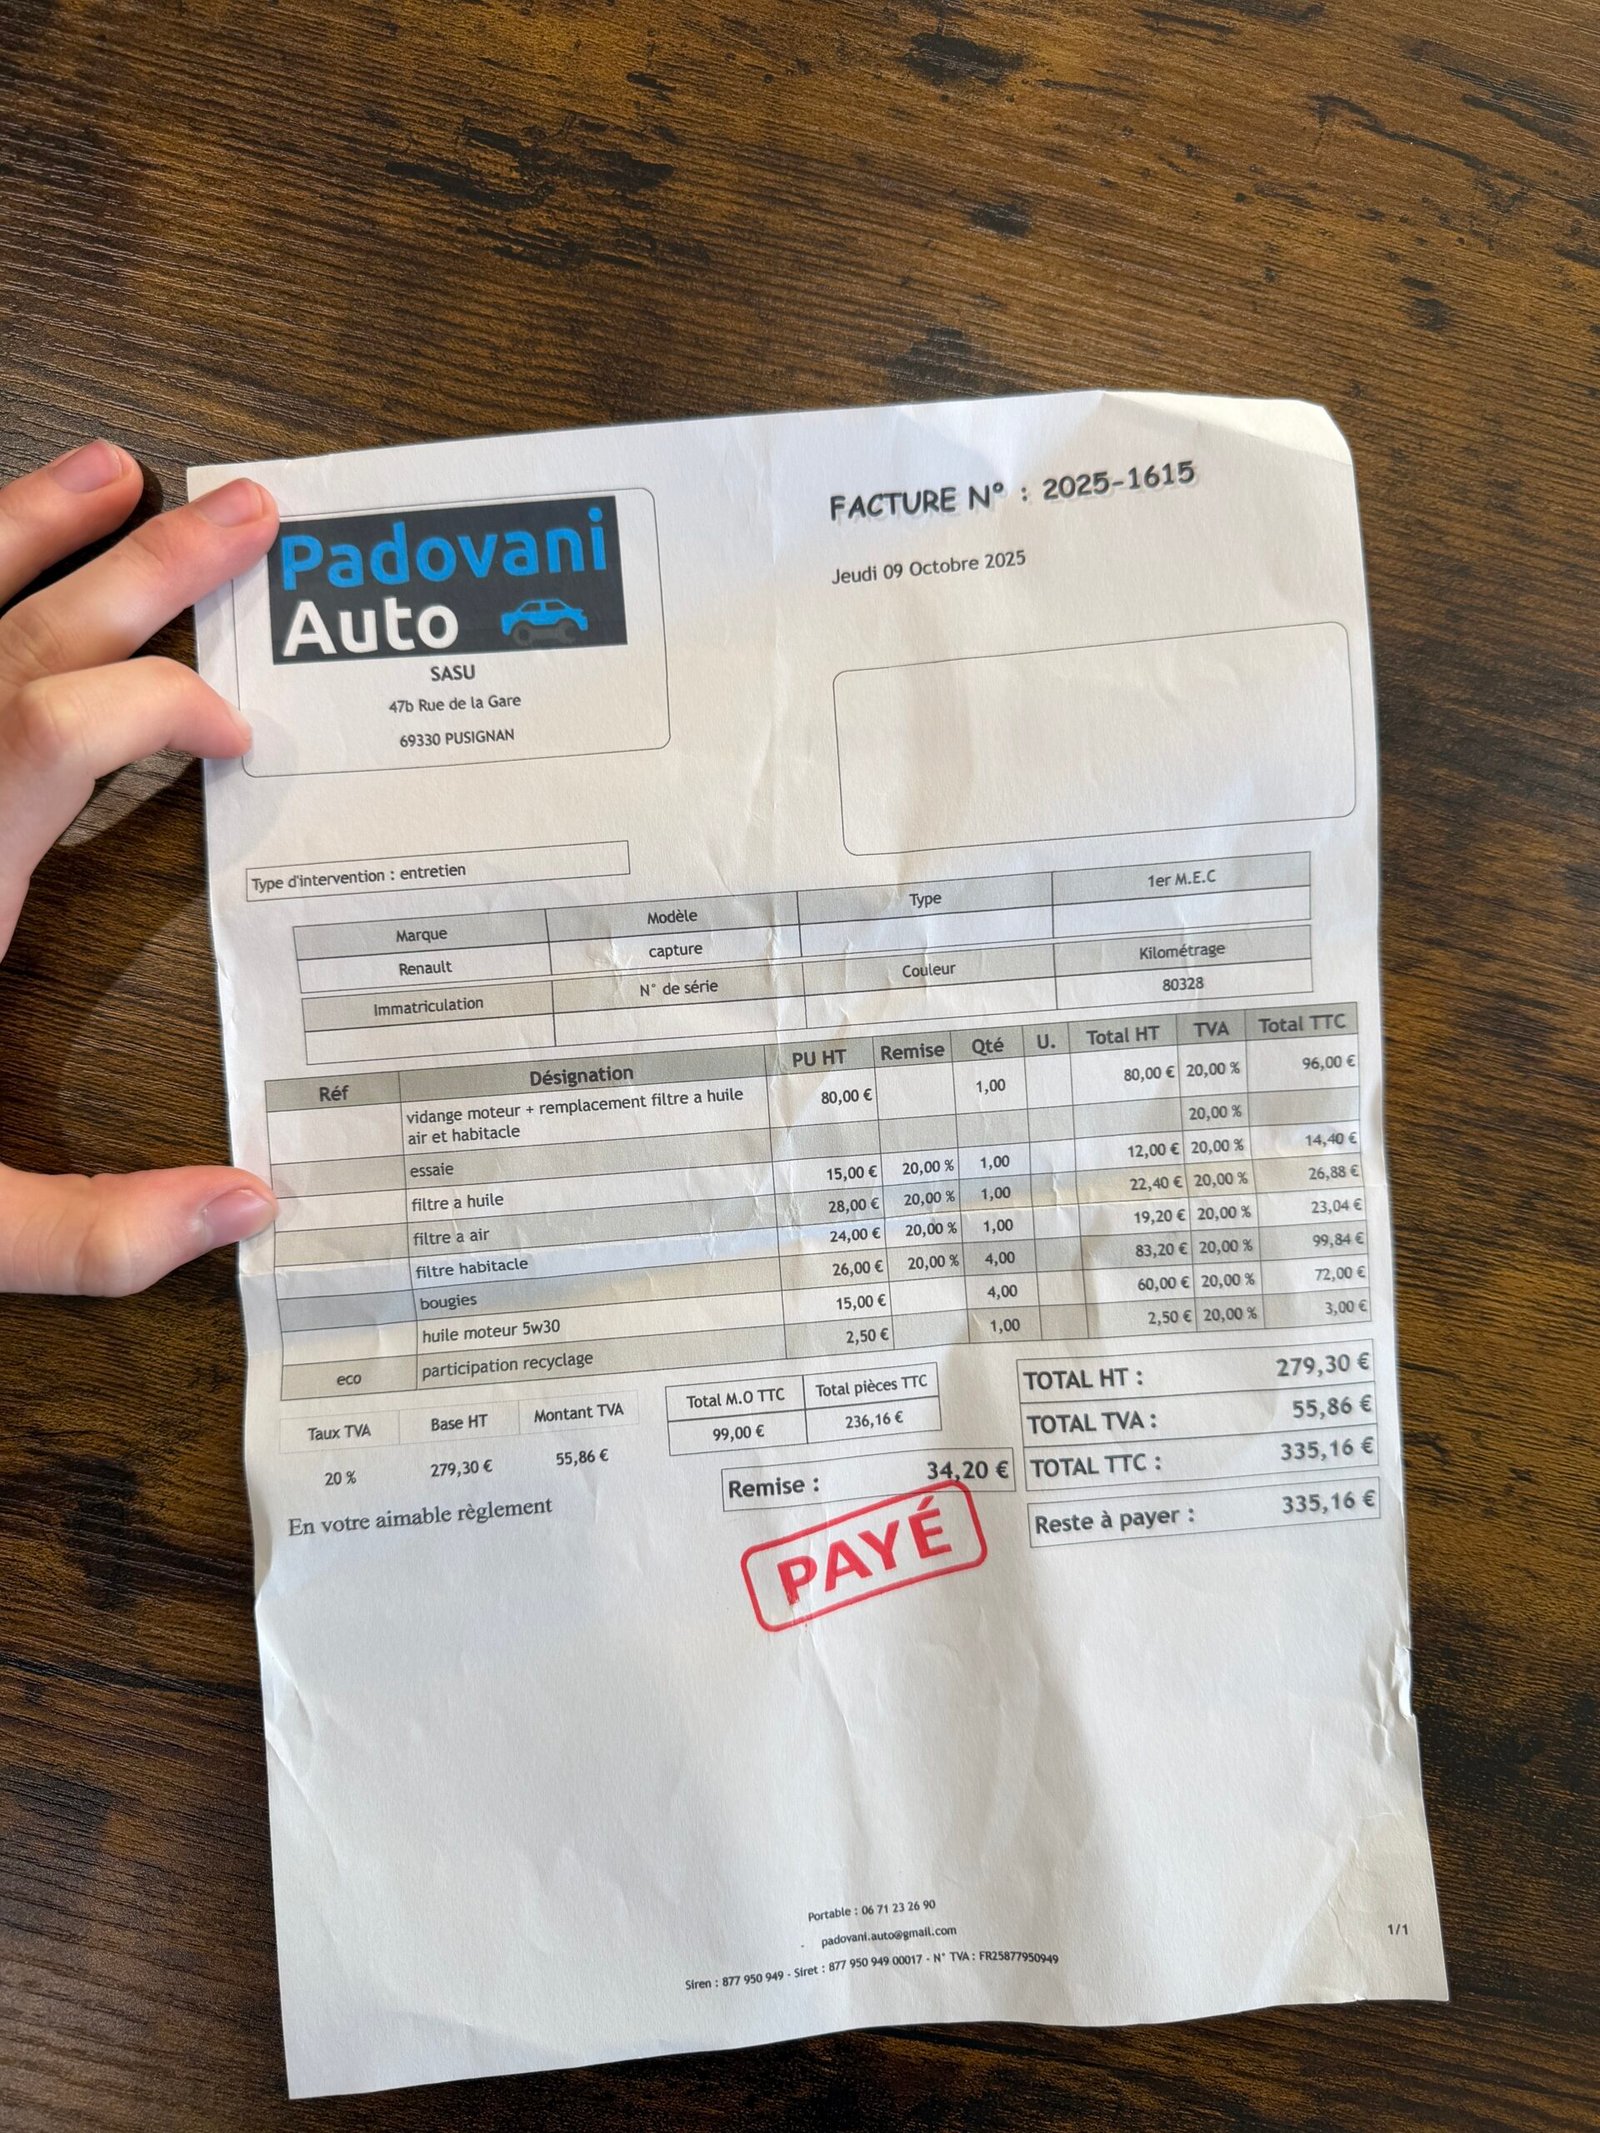 Padovani
Auto
SASU
47b Rue de la Gare
69330 PUSIGNAN
FACTURE N° : 2025-1615
Jeudi 09 Octobre 2025
Type d'intervention : entretien
Marque Modèle Type 1er M.E.C
Renault capture
Immatriculation N° de série Couleur Kilométrage
80328
Réf Désignation PU HT Remise Qté U. Total HT TVA Total TTC
vidange moteur + remplacement filtre a huile 80,00 € 1,00 80,00 € 20,00 % 96,00 €
air et habitacle
essaie 20,00 %
filtre a huile 15,00 € 20,00 % 1,00 12,00 € 20,00 % 14,40 €
filtre a air 28,00 € 20,00 % 1,00 22,40 € 20,00 % 26,88 €
filtre habitacle 24,00 € 20,00 % 1,00 19,20 € 20,00 % 23,04 €
bougies 26,00 € 20,00 % 4,00 83,20 € 20,00 % 99,84 €
huile moteur 5w30 15,00 € 4,00 60,00 € 20,00 % 72,00 €
eco participation recyclage 2,50 € 1,00 2,50 € 20,00 % 3,00 €
Taux TVA Base HT Montant TVA
20 % 279,30 € 55,86 €
En votre aimable règlement
Total M.O TTC Total pièces TTC
99,00 € 236,16 €
Remise : 34,20 €
TOTAL HT : 279,30 €
TOTAL TVA : 55,86 €
TOTAL TTC : 335,16 €
Reste à payer : 335,16 €
PAYÉ
Portable : 06 71 23 26 90
padovani.auto@gmail.com
Siren : 877 950 949 - Siret : 877 950 949 00017 - N° TVA : FR25877950949
1/1